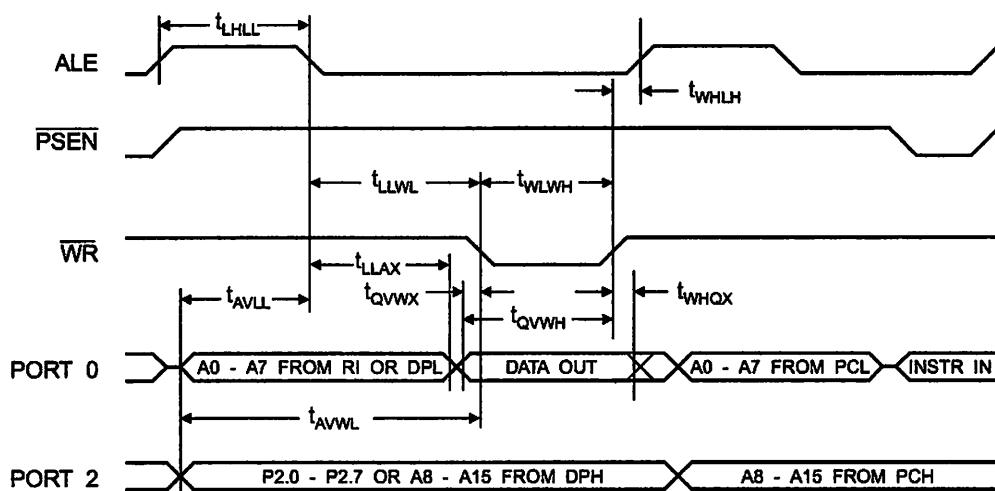 tLHLL
ALE
tWHLH
PSEN
tLLWL
tWLWH
WR
tLLAX
tAVLL
tQVWX
tWHQX
tQVWH
PORT 0
A0 - A7 FROM RI OR DPL
DATA OUT
A0 - A7 FROM PCL
INSTR IN
tAVWL
PORT 2
P2.0 - P2.7 OR A8 - A15 FROM DPH
A8 - A15 FROM PCH